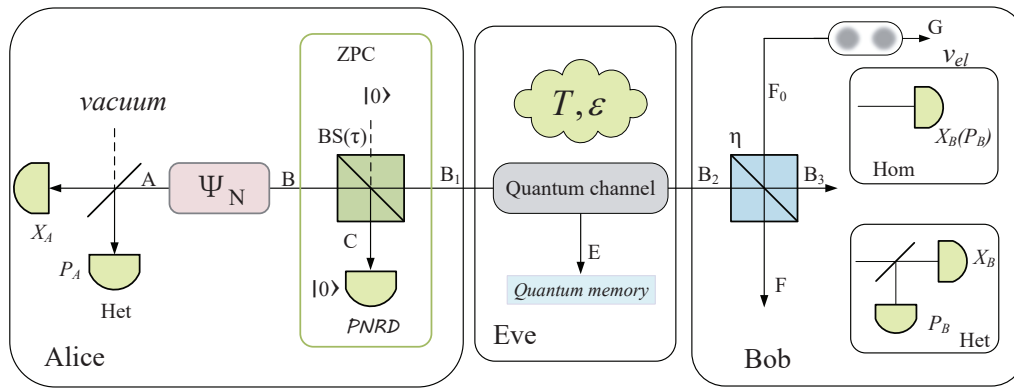 ZPC
|0⟩
vacuum
BS(τ)
A
Ψ_N
B
B₁
X_A
P_A
Het
C
|0⟩
PNRD
Alice
T, ε
Quantum channel
E
Quantum memory
Eve
G
v_el
F₀
η
B₂
B₃
F
X_B(P_B)
Hom
X_B
P_B
Het
Bob